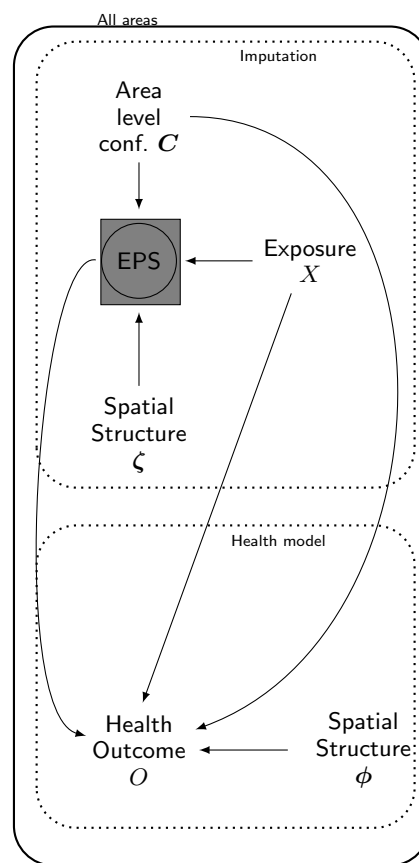 All areas
Imputation
Area
level
conf. C
EPS
Exposure
X
Spatial
Structure
ζ
Health model
Health
Outcome
O
Spatial
Structure
ϕ